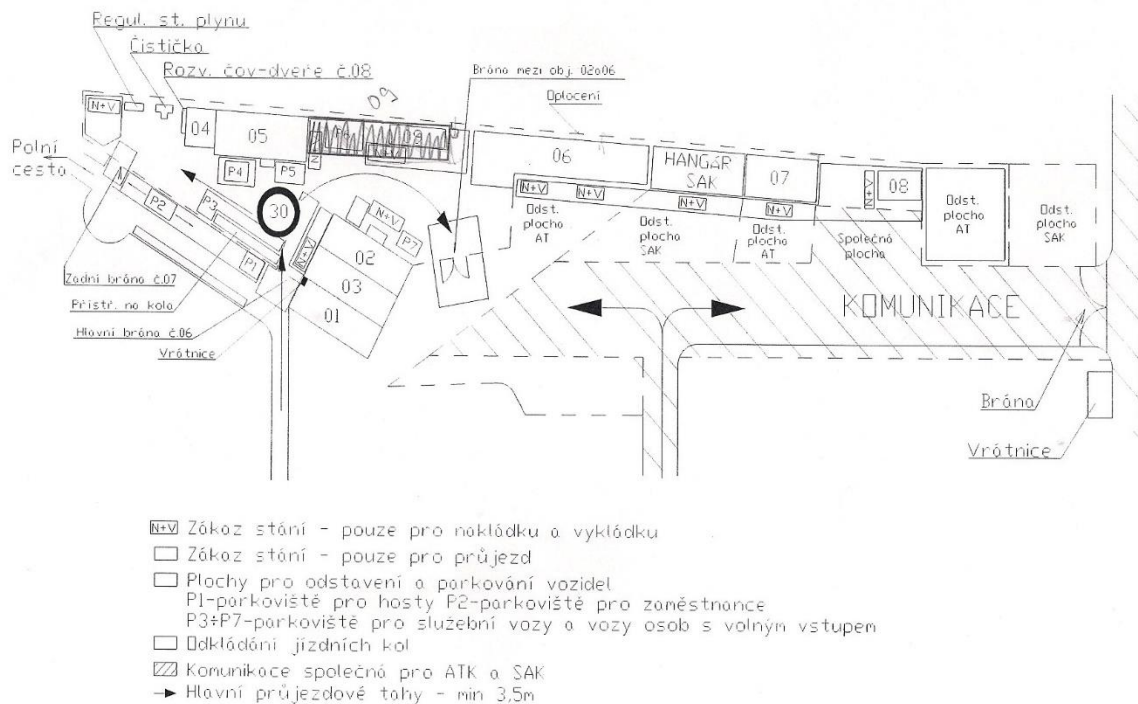 Regul. st. plynu
Čistička
Rozv. čov-dveře č.08
09
Brána mezi obj. 02a06
Oplocení
N+V
04
05
N+V
06
HANGÁR
SAK
07
08
N+V
Polní
cesta
P4
P5
P2
P3
30
P1
N+V
N+V
P7
02
03
01
N+V
N+V
N+V
N+V
Odst.
plocha
AT
Odst.
plocha
SAK
Odst.
plocha
AT
Společná
plocha
Odst.
plocha
AT
Odst.
plocha
SAK
Zadní brána č.07
Přístř. na kola
Hlavní brána č.06
Vrátnice
KOMUNIKACE
Brána
Vrátnice
N+V Zákaz stání - pouze pro nakládku a vykládku
Zákaz stání - pouze pro průjezd
Plochy pro odstavení a parkování vozidel
P1-parkoviště pro hosty P2-parkoviště pro zaměstnance
P3÷P7-parkoviště pro služební vozy a vozy osob s volným vstupem
Odkládání jízdních kol
Komunikace společná pro ATK a SAK
Hlavní průjezdové tahy - min 3,5m